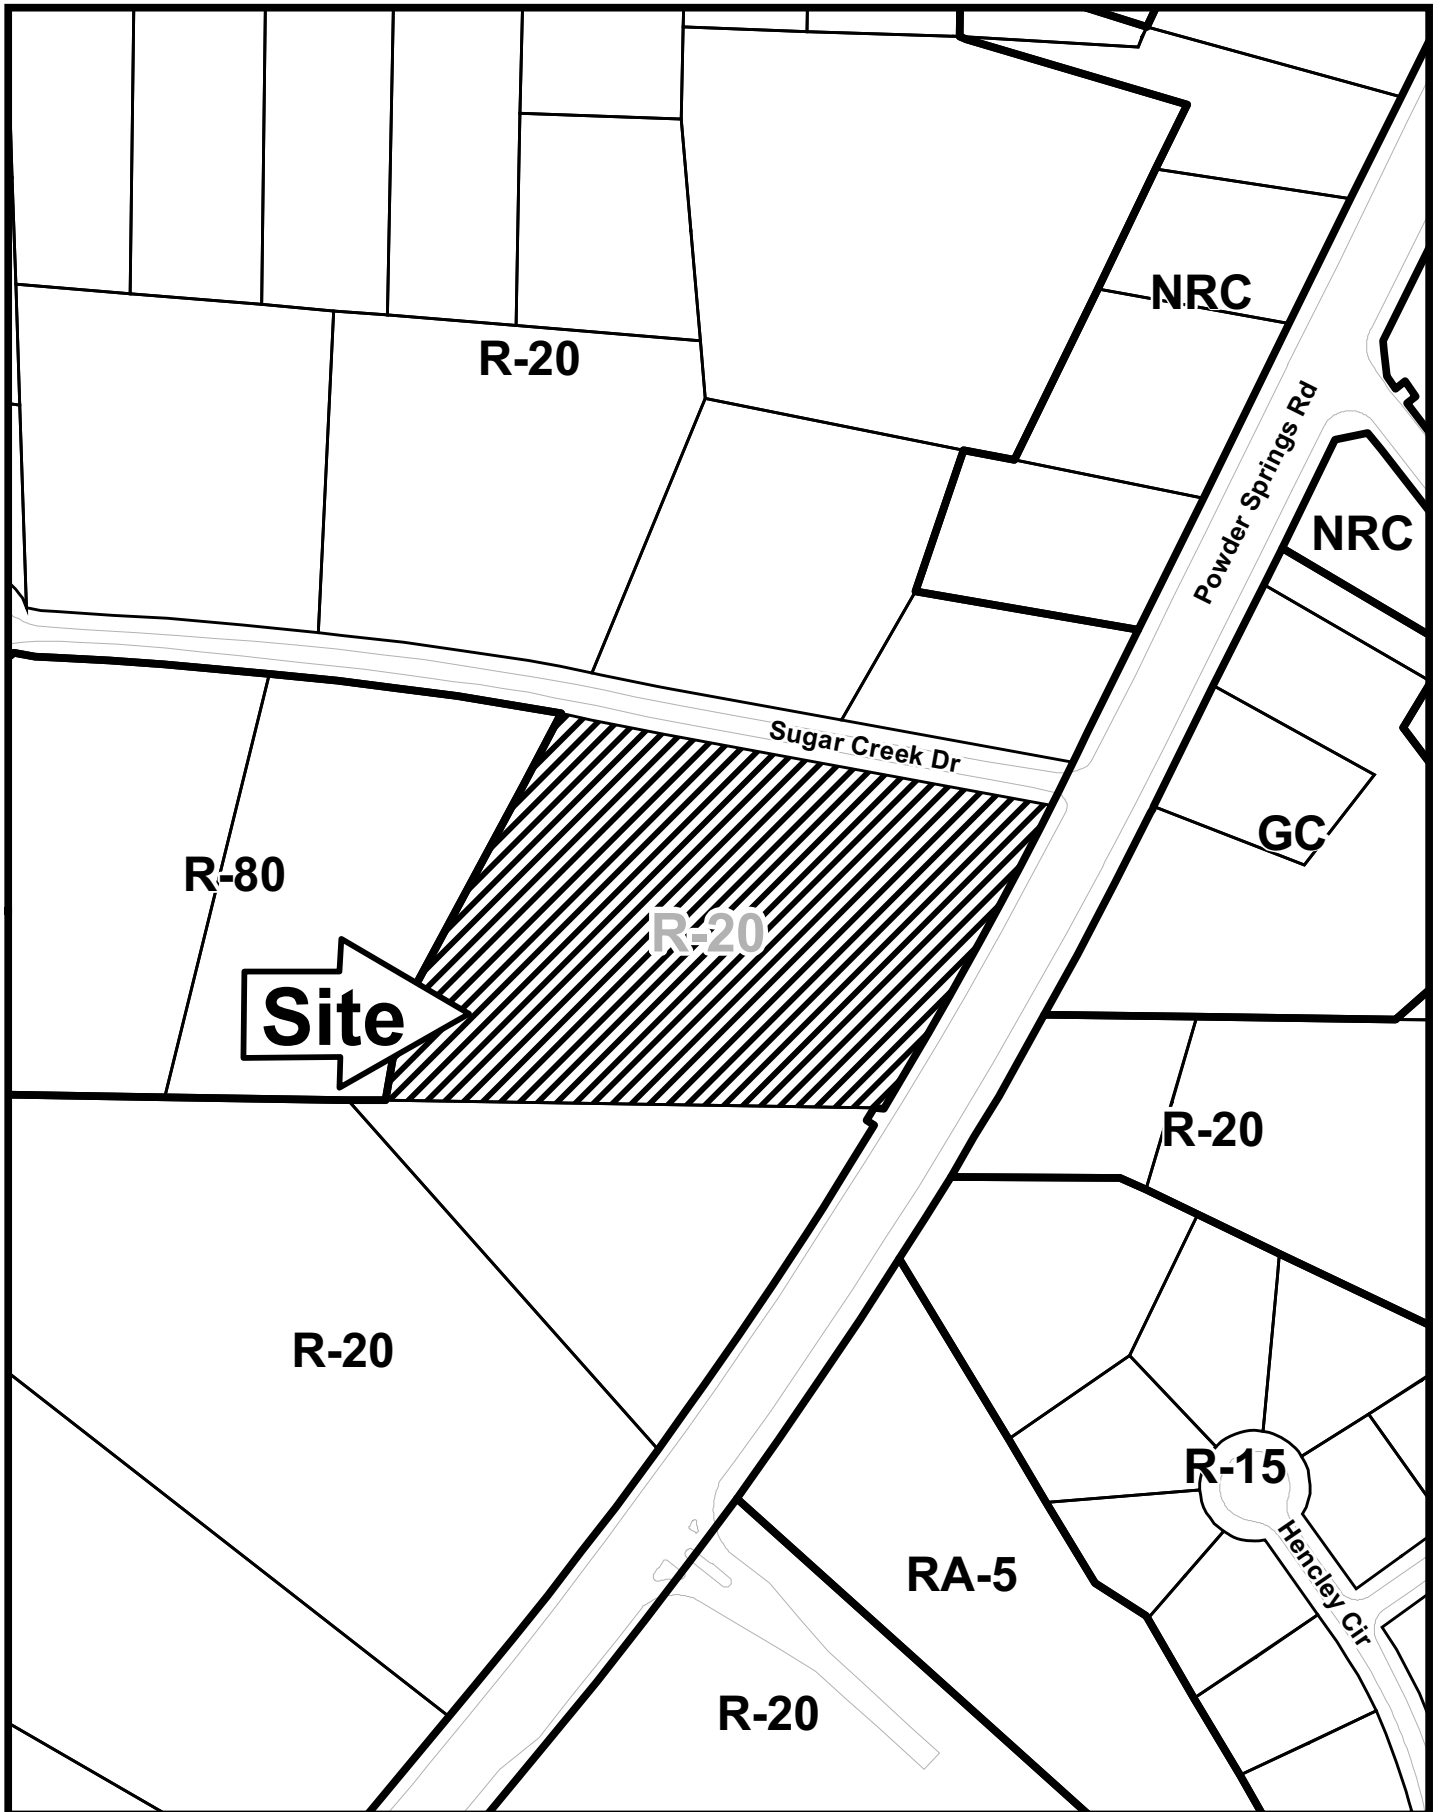 NRC
R-20
Powder Springs Rd
NRC
Sugar Creek Dr
GC
R-80
R-20
Site
R-20
R-20
R-15
Hencley Cir
RA-5
R-20